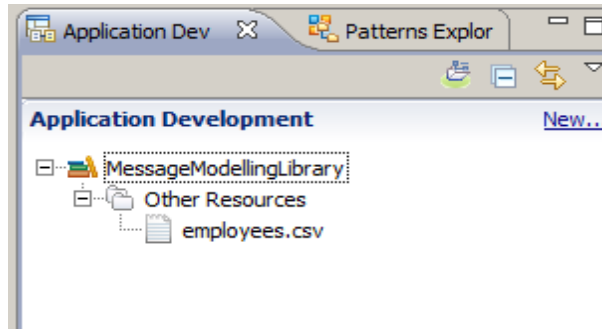 Application Dev Patterns Explor
Application Development New...
MessageModellingLibrary
Other Resources
employees.csv